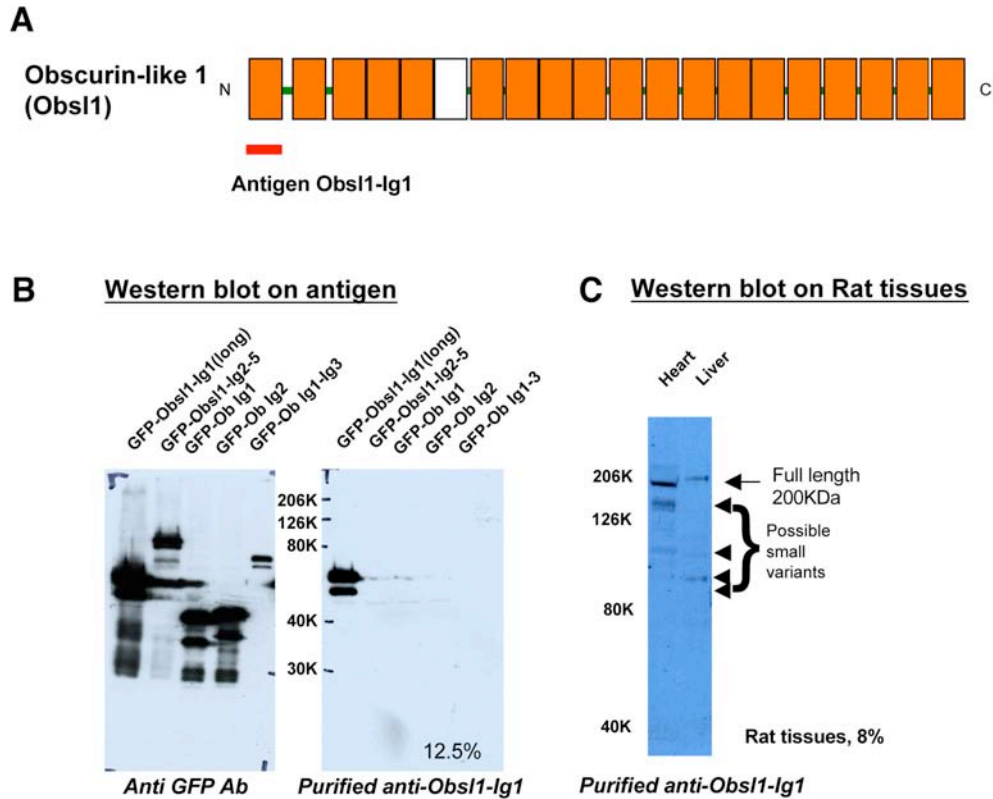 A
Obscurin-like 1
(Obsl1)
N
C
Antigen Obsl1-Ig1
B
Western blot on antigen
GFP-Obsl1-Ig1(long)
GFP-Obsl1-Ig2-5
GFP-Ob Ig1
GFP-Ob Ig2
GFP-Ob Ig1-Ig3
GFP-Obsl1-Ig1(long)
GFP-Obsl1-Ig2-5
GFP-Ob Ig1
GFP-Ob Ig2
GFP-Ob Ig1-3
206K
126K
80K
40K
30K
12.5%
Anti GFP Ab
Purified anti-Obsl1-Ig1
C
Western blot on Rat tissues
Heart
Liver
206K
126K
80K
40K
Full length
200KDa
Possible
small
variants
Rat tissues, 8%
Purified anti-Obsl1-Ig1